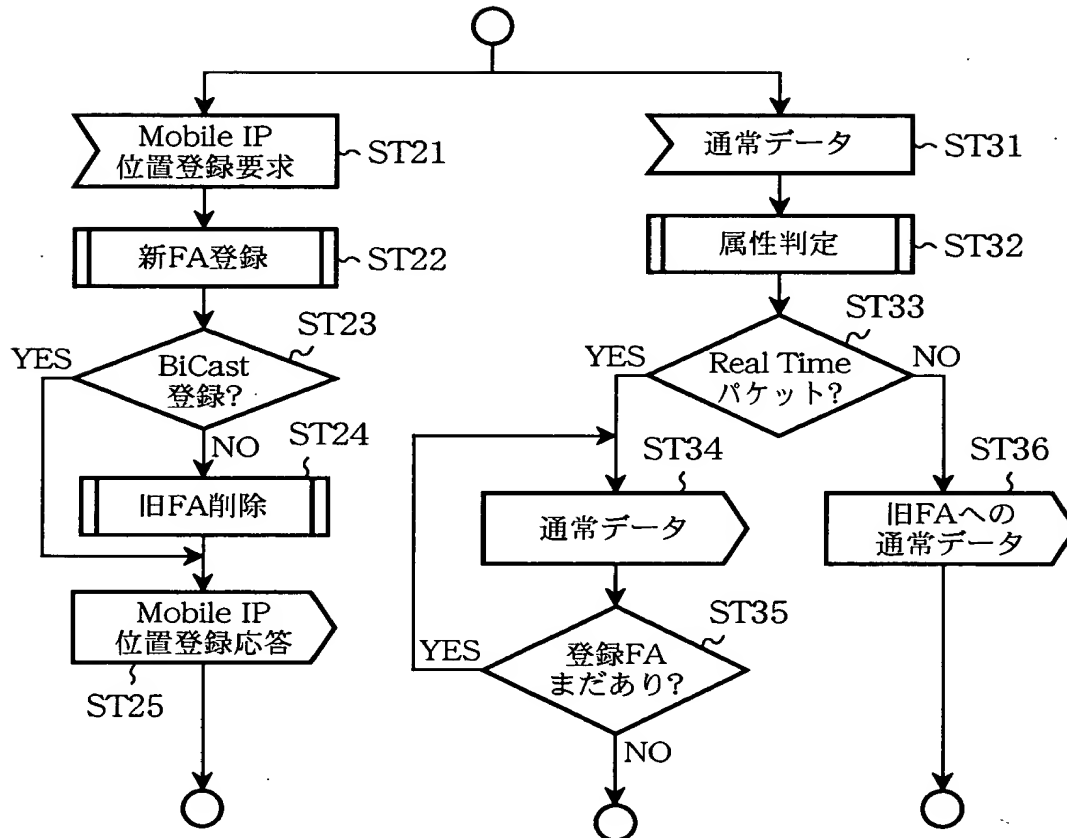 Mobile IP
位置登録要求
ST21
新FA登録
ST22
ST23
YES
BiCast
登録?
NO
ST24
旧FA削除
Mobile IP
位置登録応答
ST25
通常データ
ST31
属性判定
ST32
ST33
YES
Real Time
パケット?
NO
ST34
通常データ
ST35
YES
登録FA
まだあり?
NO
ST36
旧FAへの
通常データ